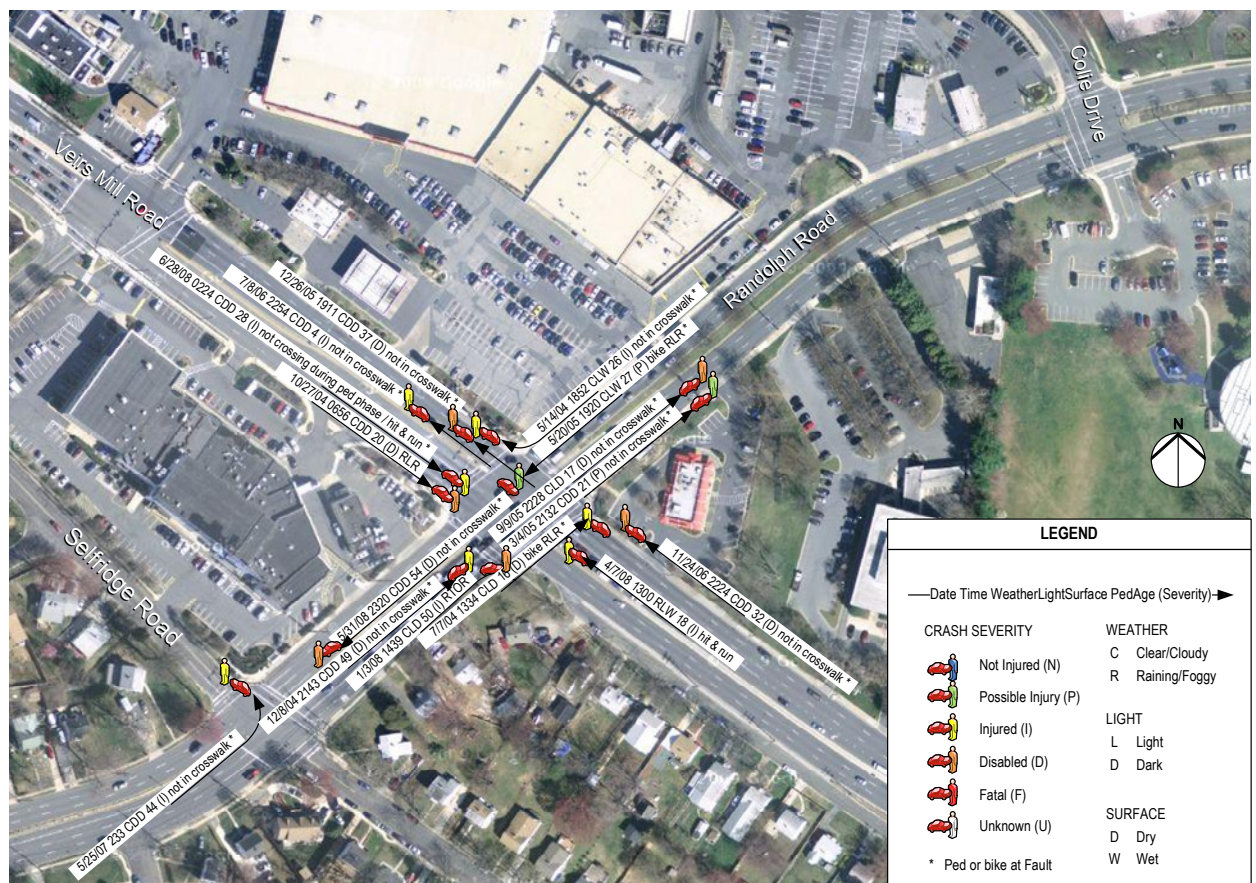 Colie Drive
Veirs Mill Road
Randolph Road
Selfridge Road
12/26/05 1911 CDD 37 (D) not in crosswalk *
7/8/06 2254 CDD 4 (I) not in crosswalk *
6/28/08 0224 CDD 28 (I) not crossing during ped phase / hit & run *
10/27/04 0656 CDD 20 (D) RLR
5/14/04 1852 CLW 26 (I) not in crosswalk *
5/20/05 1920 CLW 27 (P) bike RLR *
9/9/05 2228 CLD 17 (D) not in crosswalk *
3/4/05 2132 CDD 21 (P) not in crosswalk *
5/31/08 2320 CDD 54 (D) not in crosswalk *
12/8/04 2143 CDD 49 (D) not in crosswalk *
1/3/08 1439 CLD 50 (I) RTOR
7/7/04 1334 CLD 16 (D) bike RLR *
11/24/06 2224 CDD 32 (D) not in crosswalk *
4/7/08 1300 RLW 18 (I) hit & run
5/25/07 233 CDD 44 (I) not in crosswalk *
N
LEGEND
Date Time WeatherLightSurface PedAge (Severity)
CRASH SEVERITY
Not Injured (N)
Possible Injury (P)
Injured (I)
Disabled (D)
Fatal (F)
Unknown (U)
* Ped or bike at Fault
WEATHER
C Clear/Cloudy
R Raining/Foggy
LIGHT
L Light
D Dark
SURFACE
D Dry
W Wet